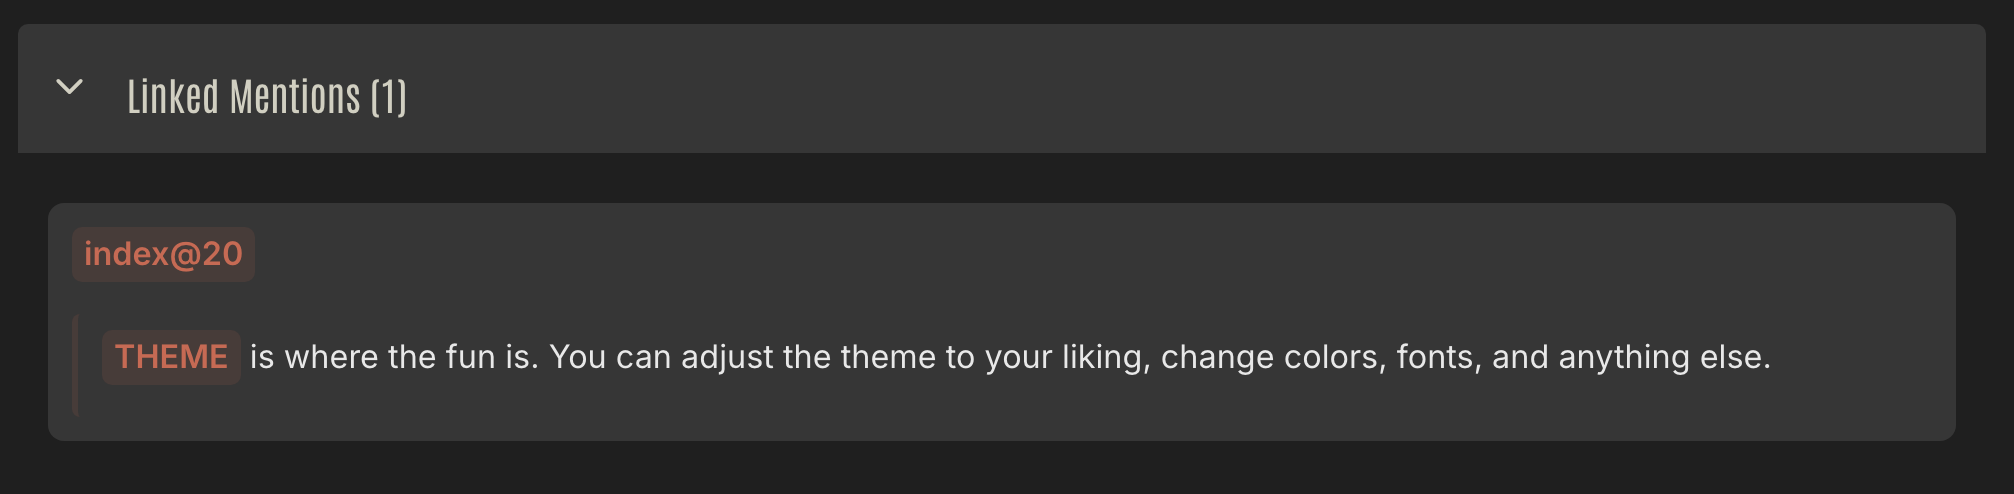 Linked Mentions (1)
index@20
THEME is where the fun is. You can adjust the theme to your liking, change colors, fonts, and anything else.